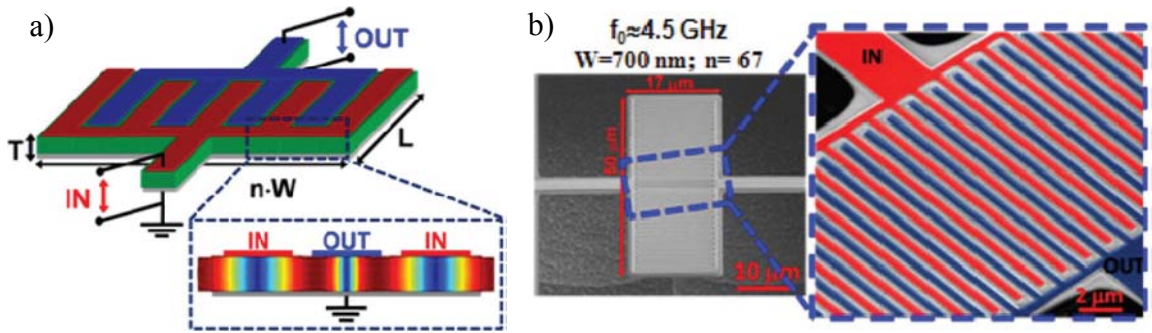 a)
OUT
T
L
IN
n·W
IN OUT IN
b)
f₀≈4.5 GHz
W=700 nm; n= 67
17 μm
50 μm
10 μm
IN
OUT
2 μm